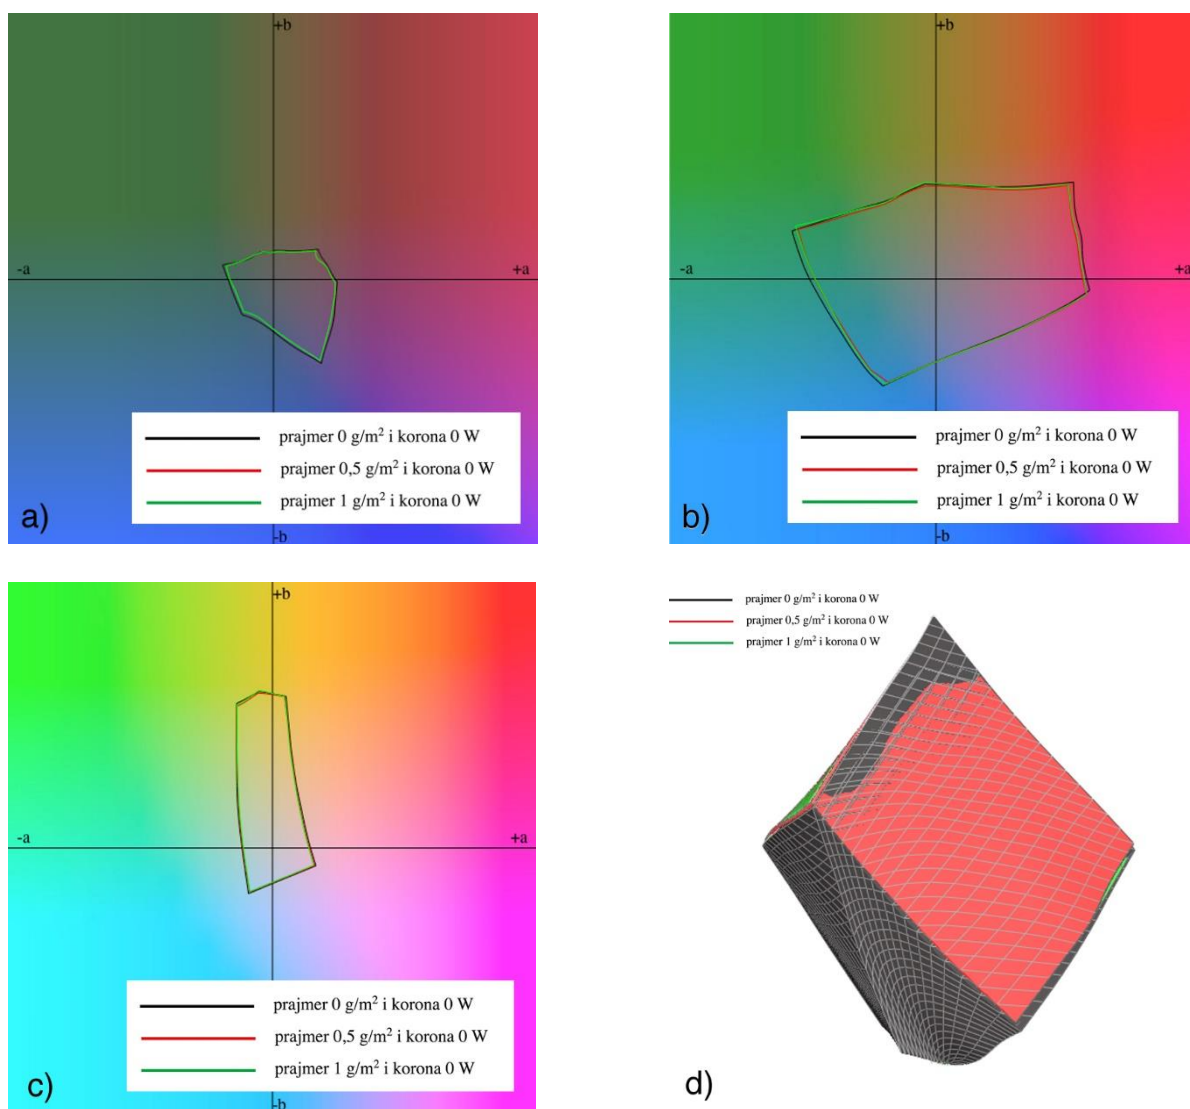 +b
-a
+a
prajmer 0 g/m² i korona 0 W
prajmer 0,5 g/m² i korona 0 W
prajmer 1 g/m² i korona 0 W
a)
-b
+b
-a
+a
prajmer 0 g/m² i korona 0 W
prajmer 0,5 g/m² i korona 0 W
prajmer 1 g/m² i korona 0 W
b)
-b
+b
-a
+a
prajmer 0 g/m² i korona 0 W
prajmer 0,5 g/m² i korona 0 W
prajmer 1 g/m² i korona 0 W
c)
-b
prajmer 0 g/m² i korona 0 W
prajmer 0,5 g/m² i korona 0 W
prajmer 1 g/m² i korona 0 W
d)